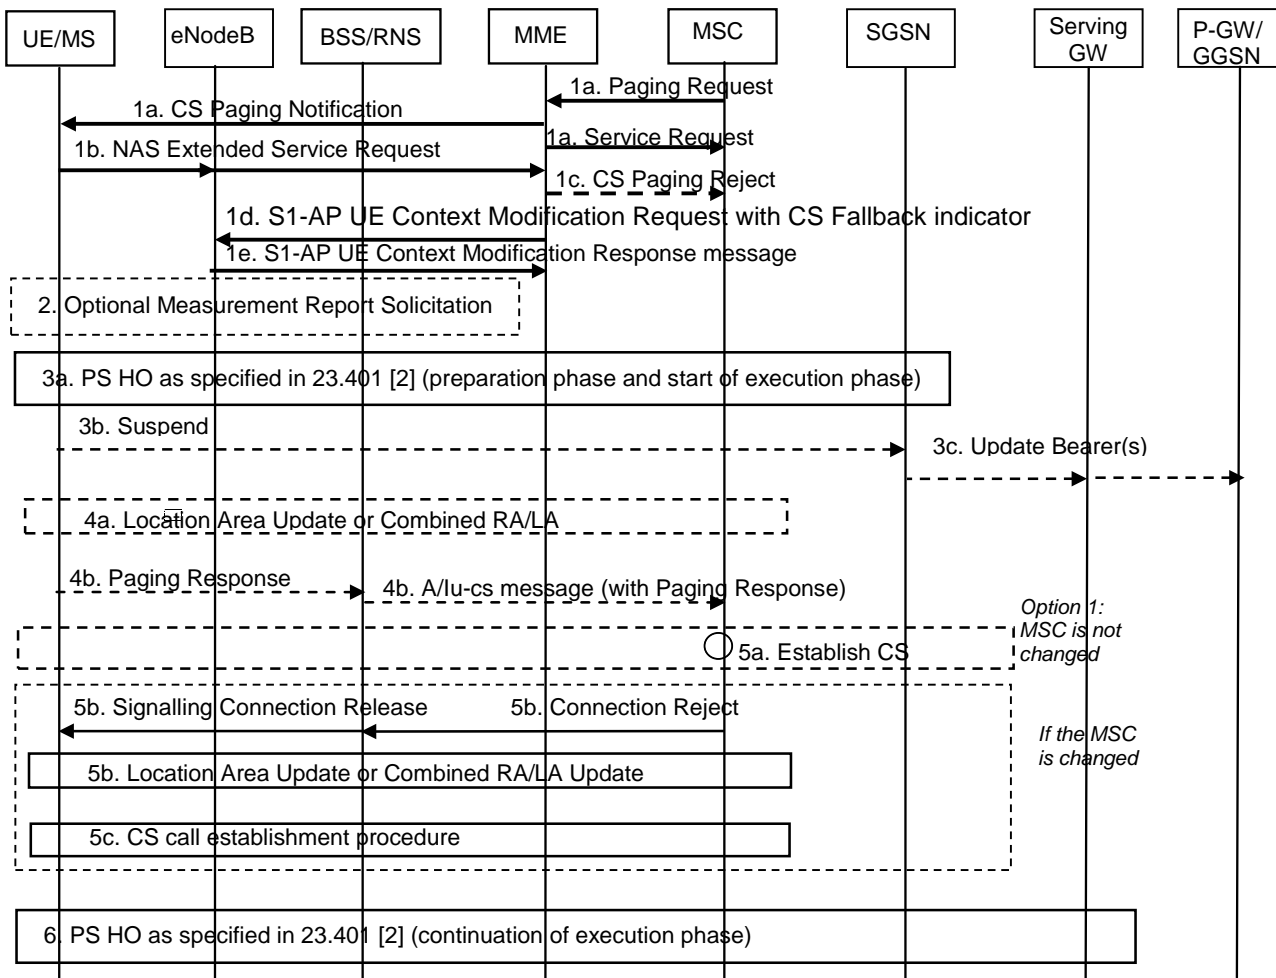 UE/MS
eNodeB
BSS/RNS
MME
MSC
SGSN
Serving
GW
P-GW/
GGSN
1a. Paging Request
1a. CS Paging Notification
1a. Service Request
1b. NAS Extended Service Request
1c. CS Paging Reject
1d. S1-AP UE Context Modification Request with CS Fallback indicator
1e. S1-AP UE Context Modification Response message
2. Optional Measurement Report Solicitation
3a. PS HO as specified in 23.401 [2] (preparation phase and start of execution phase)
3b. Suspend
3c. Update Bearer(s)
4a. Location Area Update or Combined RA/LA
4b. Paging Response
4b. A/Iu-cs message (with Paging Response)
Option 1:
MSC is not
changed
5a. Establish CS
5b. Signalling Connection Release
5b. Connection Reject
If the MSC
is changed
5b. Location Area Update or Combined RA/LA Update
5c. CS call establishment procedure
6. PS HO as specified in 23.401 [2] (continuation of execution phase)